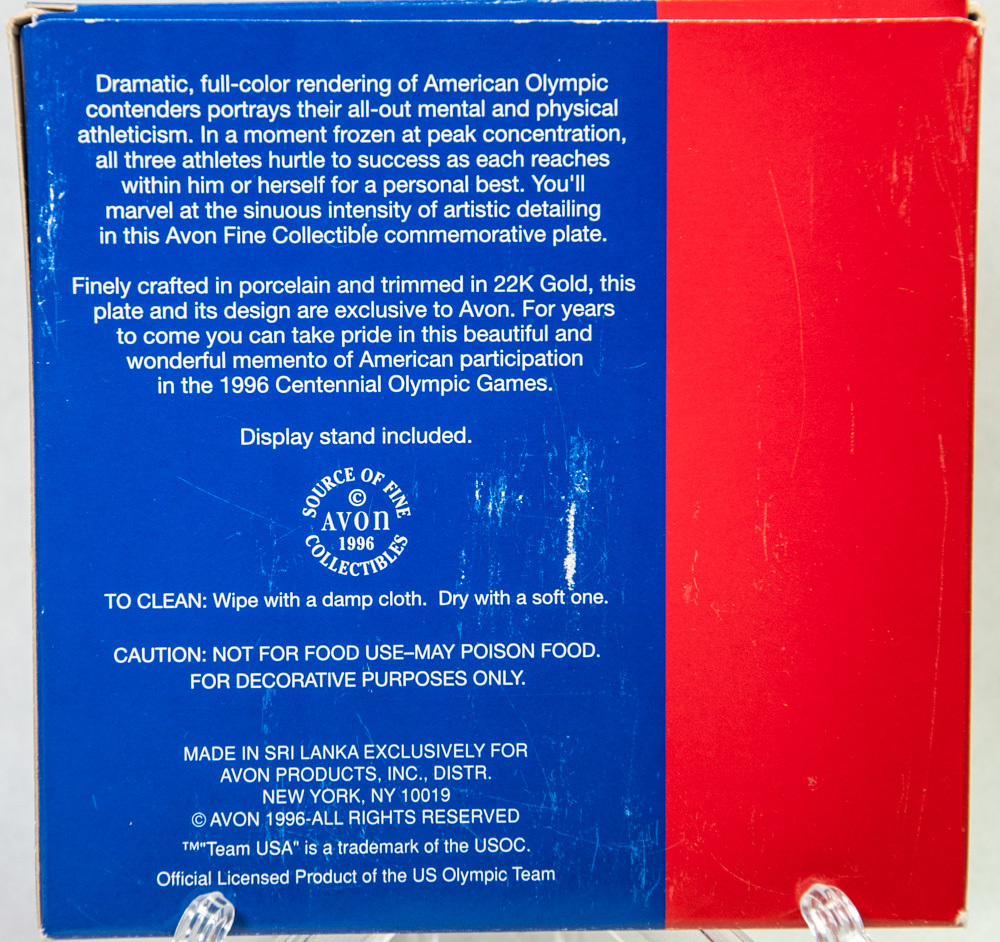 Dramatic, full-color rendering of American Olympic
contenders portrays their all-out mental and physical
athleticism. In a moment frozen at peak concentration,
all three athletes hurtle to success as each reaches
within him or herself for a personal best. You'll
marvel at the sinuous intensity of artistic detailing
in this Avon Fine Collectible commemorative plate.
Finely crafted in porcelain and trimmed in 22K Gold, this
plate and its design are exclusive to Avon. For years
to come you can take pride in this beautiful and
wonderful memento of American participation
in the 1996 Centennial Olympic Games.
Display stand included.
SOURCE OF FINE
©
AVON
1996
COLLECTIBLES
TO CLEAN: Wipe with a damp cloth. Dry with a soft one.
CAUTION: NOT FOR FOOD USE–MAY POISON FOOD.
FOR DECORATIVE PURPOSES ONLY.
MADE IN SRI LANKA EXCLUSIVELY FOR
AVON PRODUCTS, INC., DISTR.
NEW YORK, NY 10019
© AVON 1996-ALL RIGHTS RESERVED
™"Team USA" is a trademark of the USOC.
Official Licensed Product of the US Olympic Team